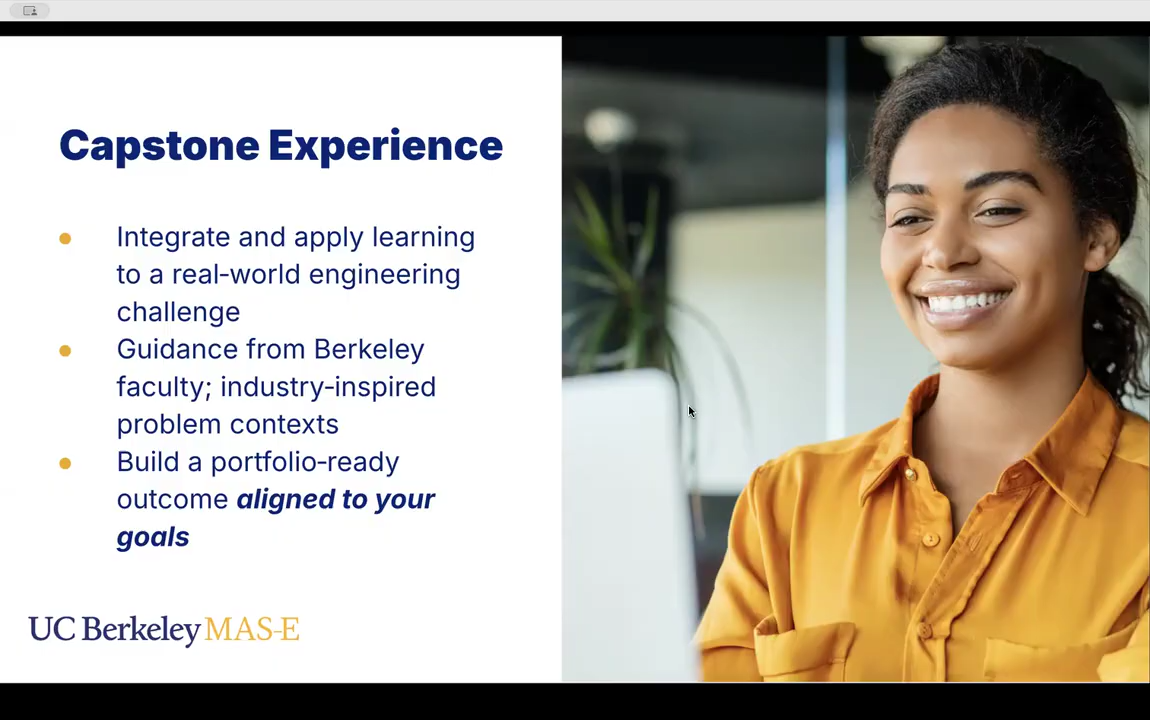 Capstone Experience
Integrate and apply learning
to a real-world engineering
challenge
Guidance from Berkeley
faculty; industry-inspired
problem contexts
Build a portfolio-ready
outcome aligned to your
goals
UC Berkeley MAS-E